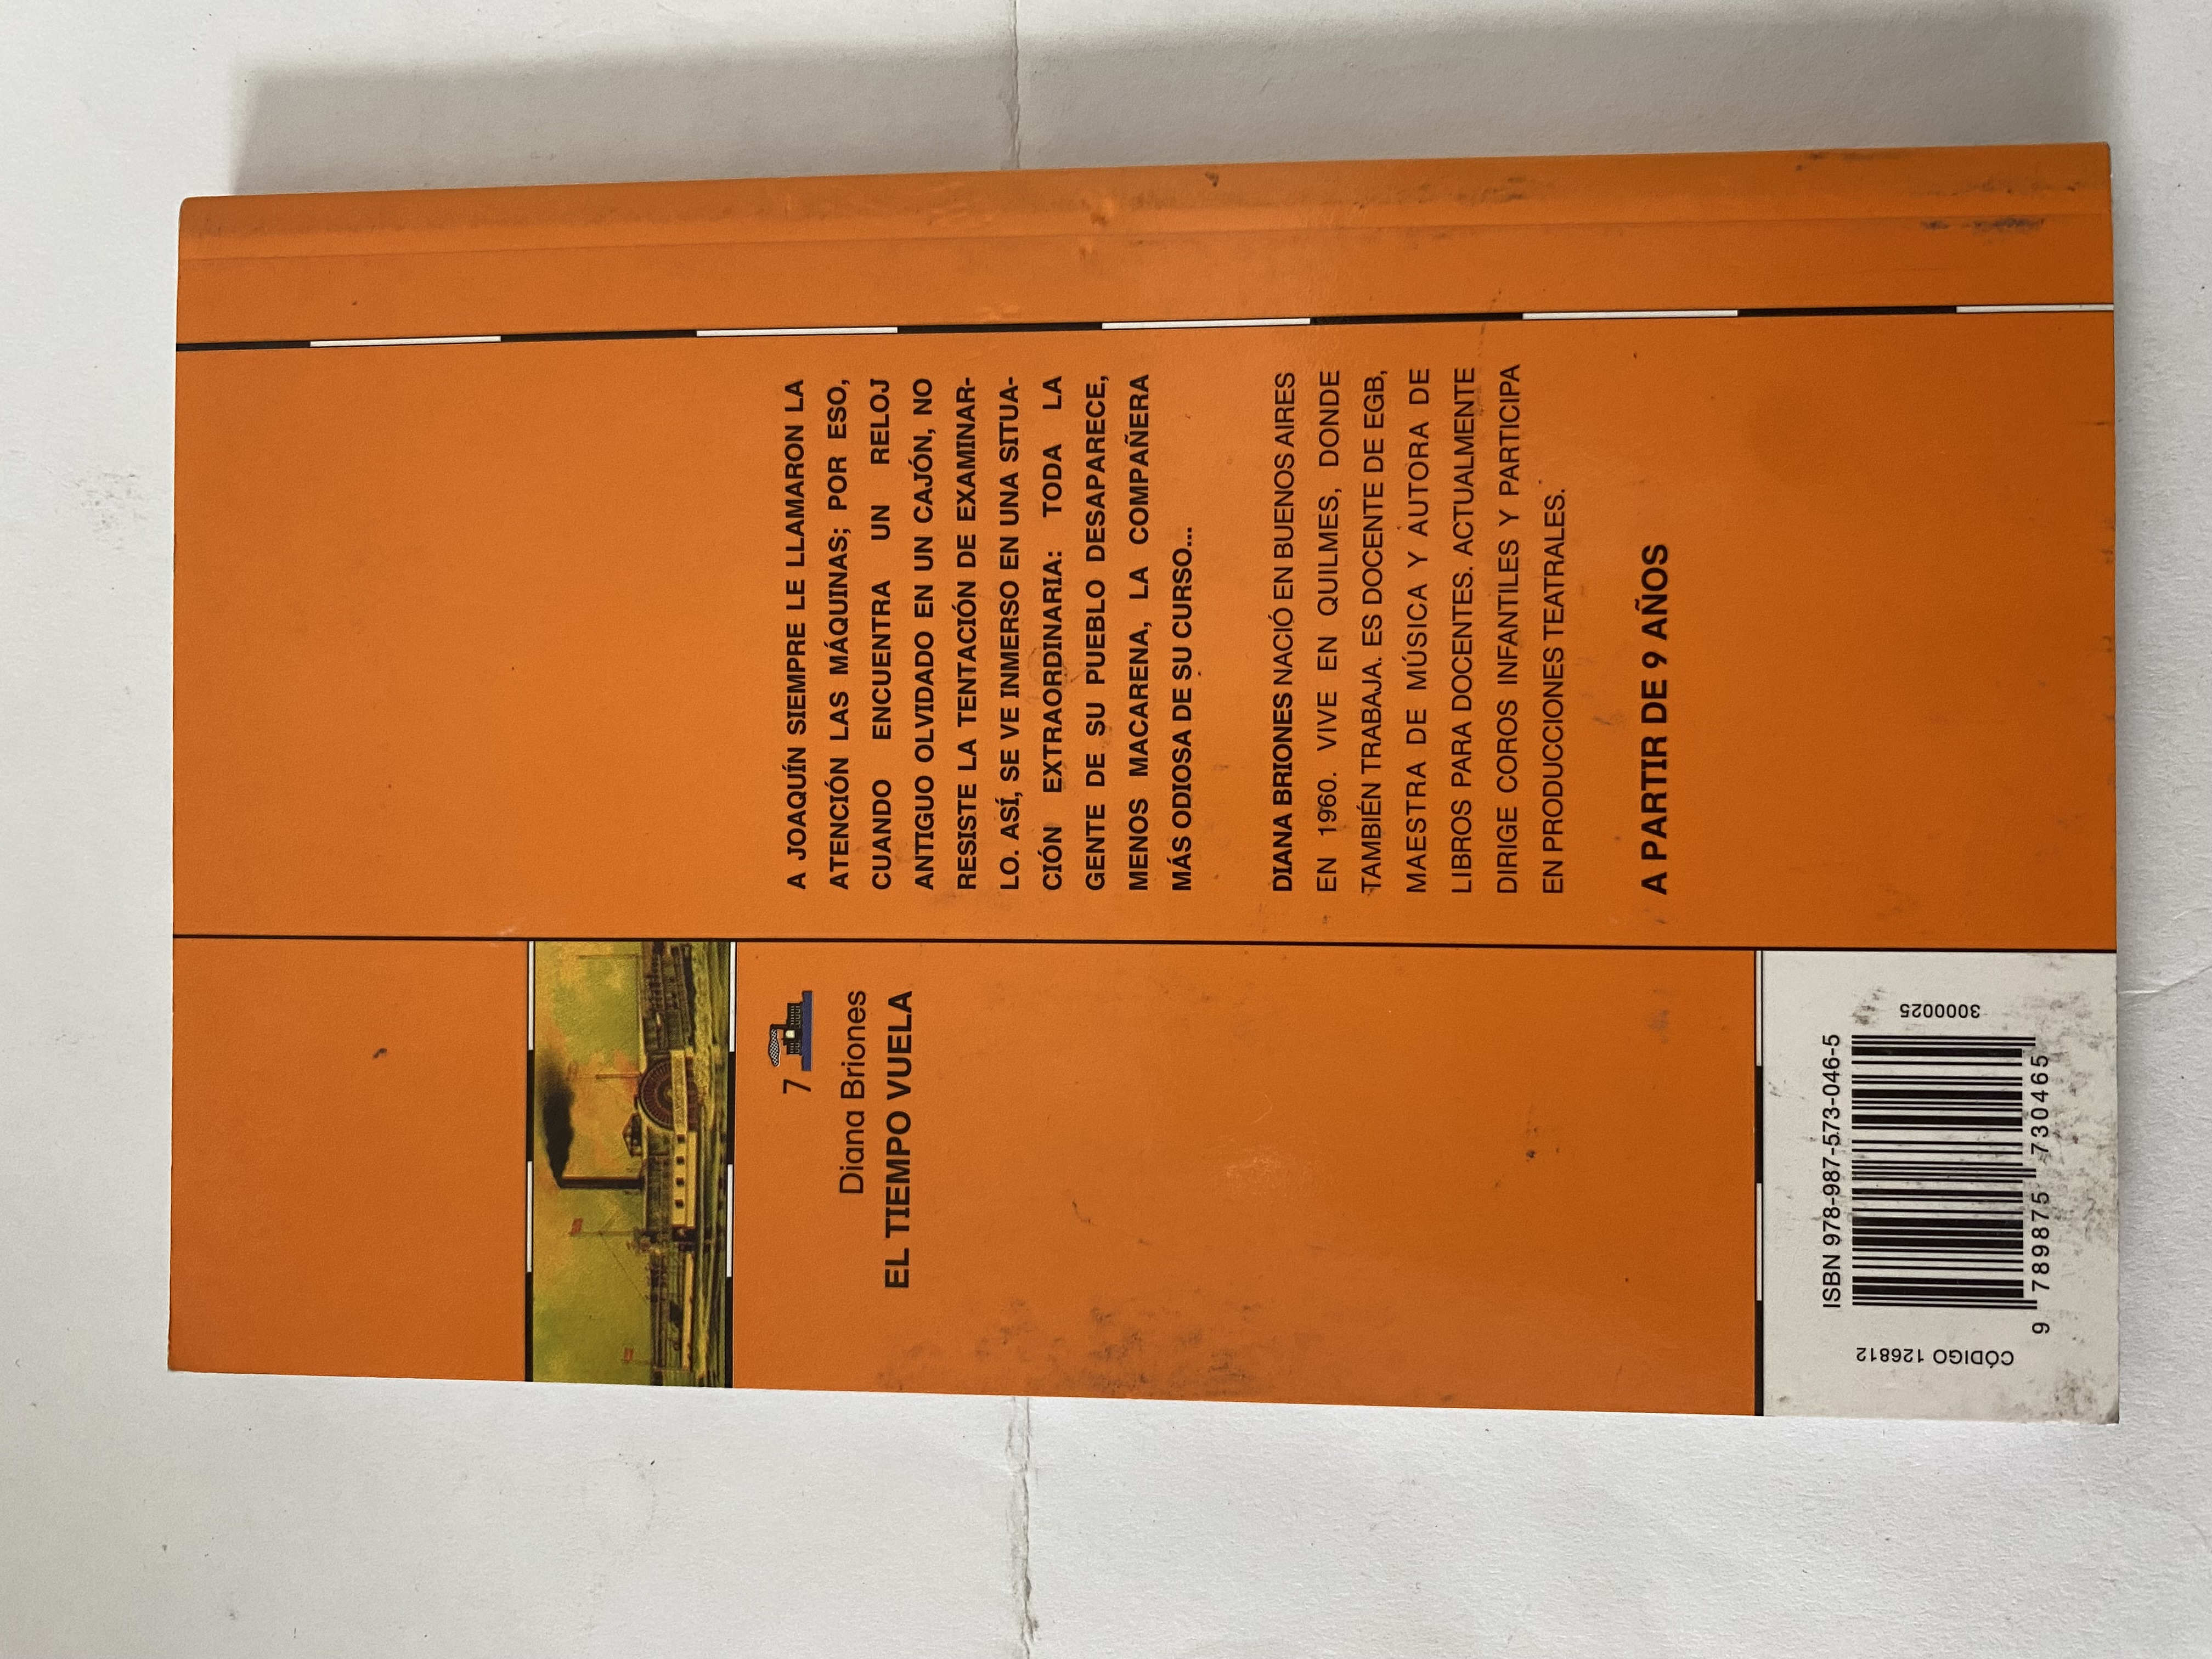 7
Diana Briones
EL TIEMPO VUELA
A JOAQUÍN SIEMPRE LE LLAMARON LA
ATENCIÓN LAS MÁQUINAS; POR ESO,
CUANDO ENCUENTRA UN RELOJ
ANTIGUO OLVIDADO EN UN CAJÓN, NO
RESISTE LA TENTACIÓN DE EXAMINAR-
LO. ASÍ, SE VE INMERSO EN UNA SITUA-
CIÓN EXTRAORDINARIA: TODA LA
GENTE DE SU PUEBLO DESAPARECE,
MENOS MACARENA, LA COMPAÑERA
MÁS ODIOSA DE SU CURSO...
DIANA BRIONES NACIÓ EN BUENOS AIRES
EN 1960. VIVE EN QUILMES, DONDE
TAMBIÉN TRABAJA. ES DOCENTE DE EGB,
MAESTRA DE MÚSICA Y AUTORA DE
LIBROS PARA DOCENTES. ACTUALMENTE
DIRIGE COROS INFANTILES Y PARTICIPA
EN PRODUCCIONES TEATRALES.
A PARTIR DE 9 AÑOS
ISBN 978-987-573-046-5
CÓDIGO 126812
3000025
9 789875 730465